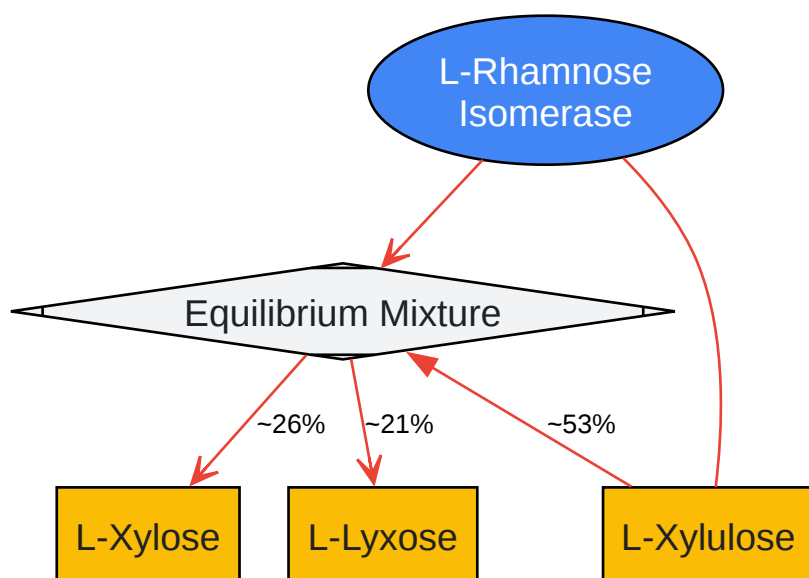 L-Rhamnose
Isomerase
Equilibrium Mixture
~26%
~21%
~53%
L-Xylose
L-Lyxose
L-Xylulose